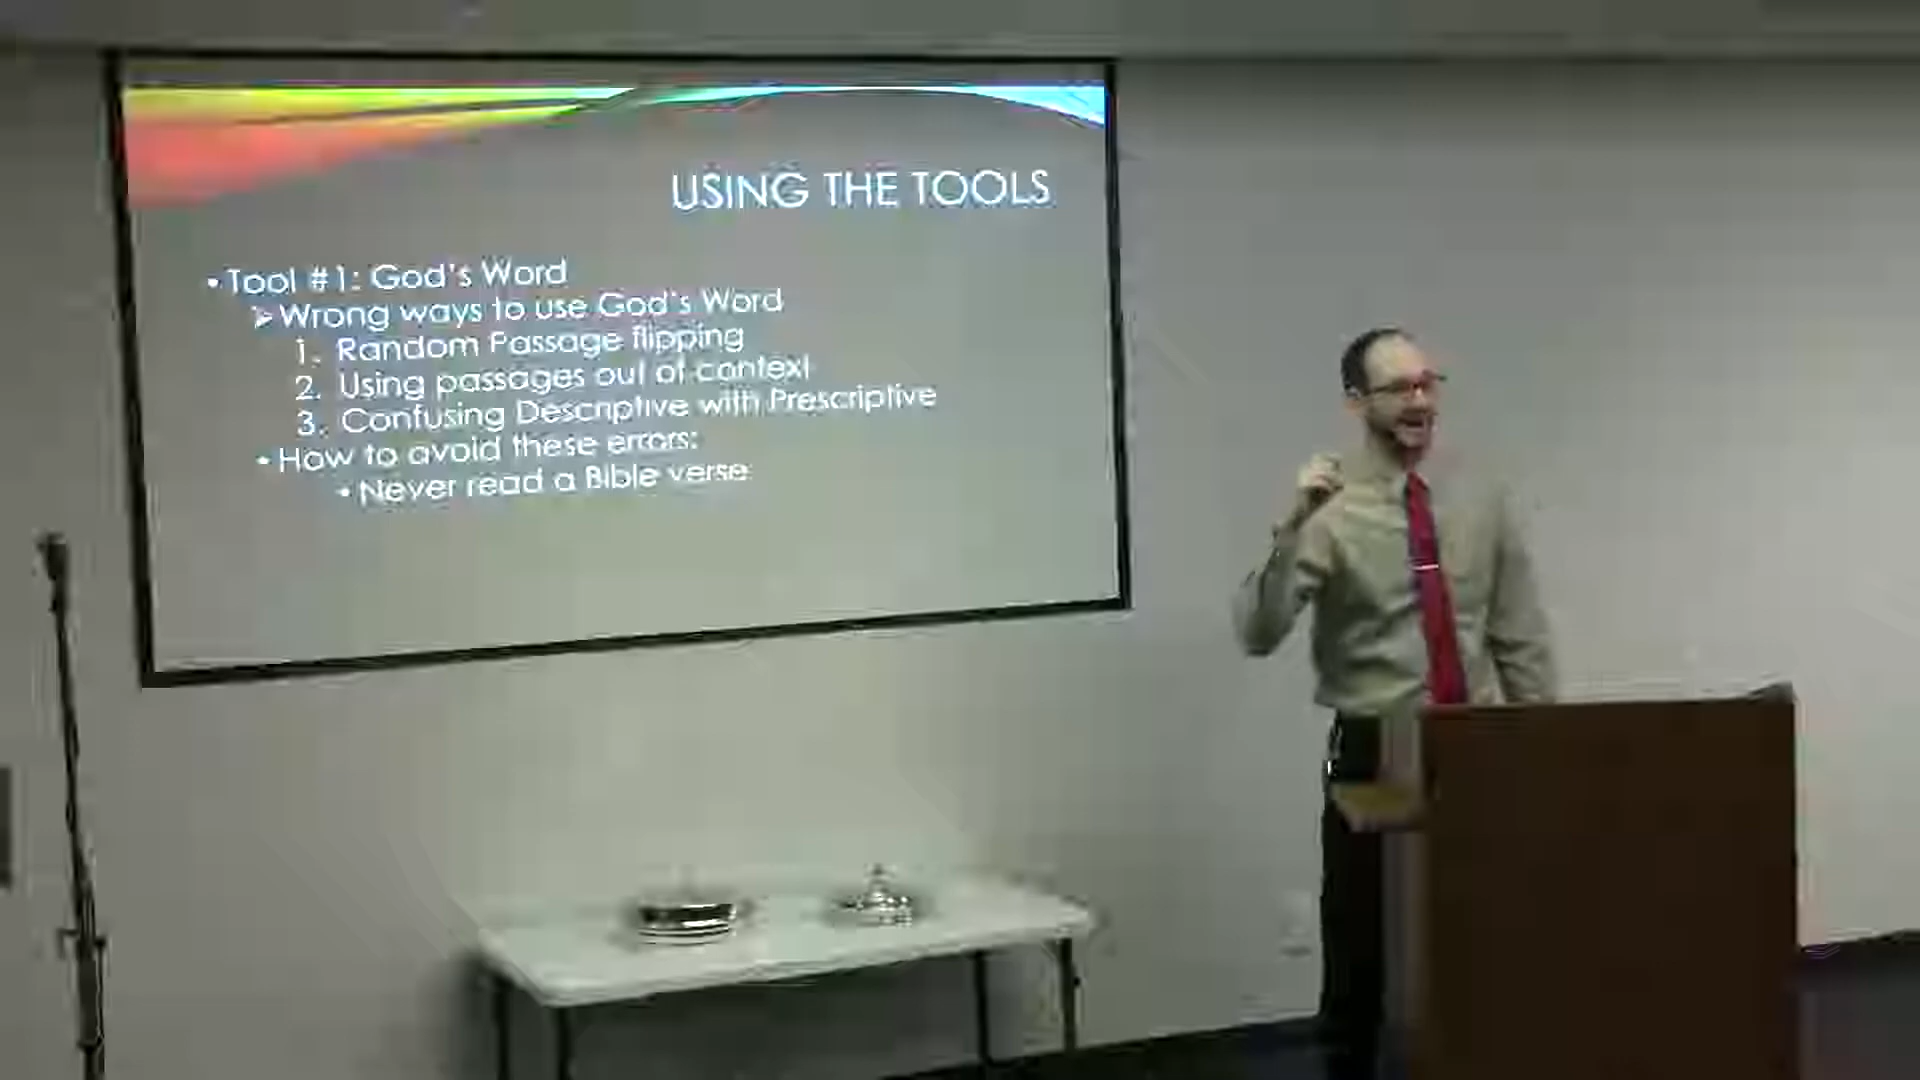 USING THE TOOLS
• Tool #1: God's Word
➢ Wrong ways to use God's Word
1. Random Passage flipping
2. Using passages out of context
3. Confusing Descriptive with Prescriptive
• How to avoid these errors:
• Never read a Bible verse